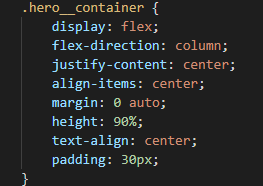 .hero__container {
    display: flex;
    flex-direction: column;
    justify-content: center;
    align-items: center;
    margin: 0 auto;
    height: 90%;
    text-align: center;
    padding: 30px;
}